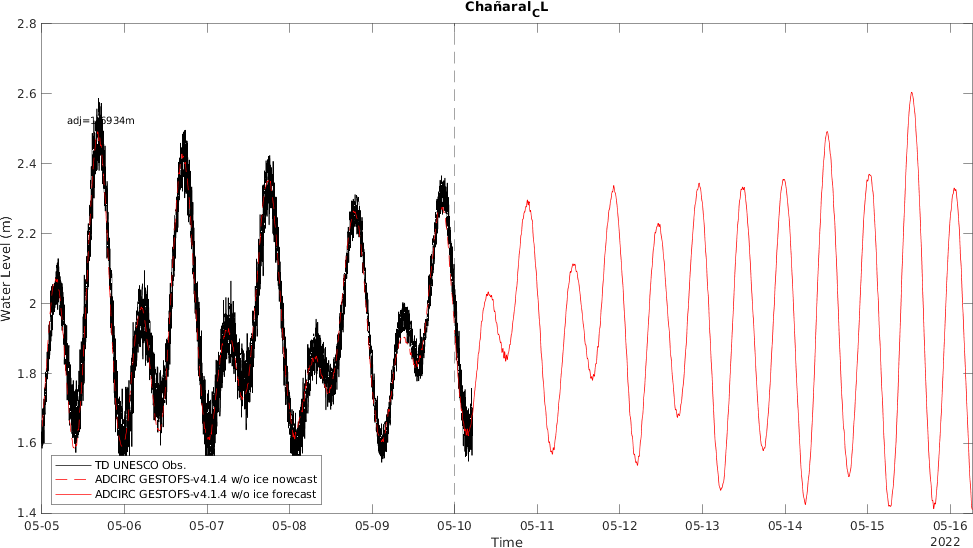 Chañaral_CL
2.8
2.6
2.4
2.2
2
1.8
1.6
1.4
Water Level (m)
adj=1.6934m
TD UNESCO Obs.
ADCIRC GESTOFS-v4.1.4 w/o ice nowcast
ADCIRC GESTOFS-v4.1.4 w/o ice forecast
05-05 05-06 05-07 05-08 05-09 05-10 05-11 05-12 05-13 05-14 05-15 05-16
Time
2022